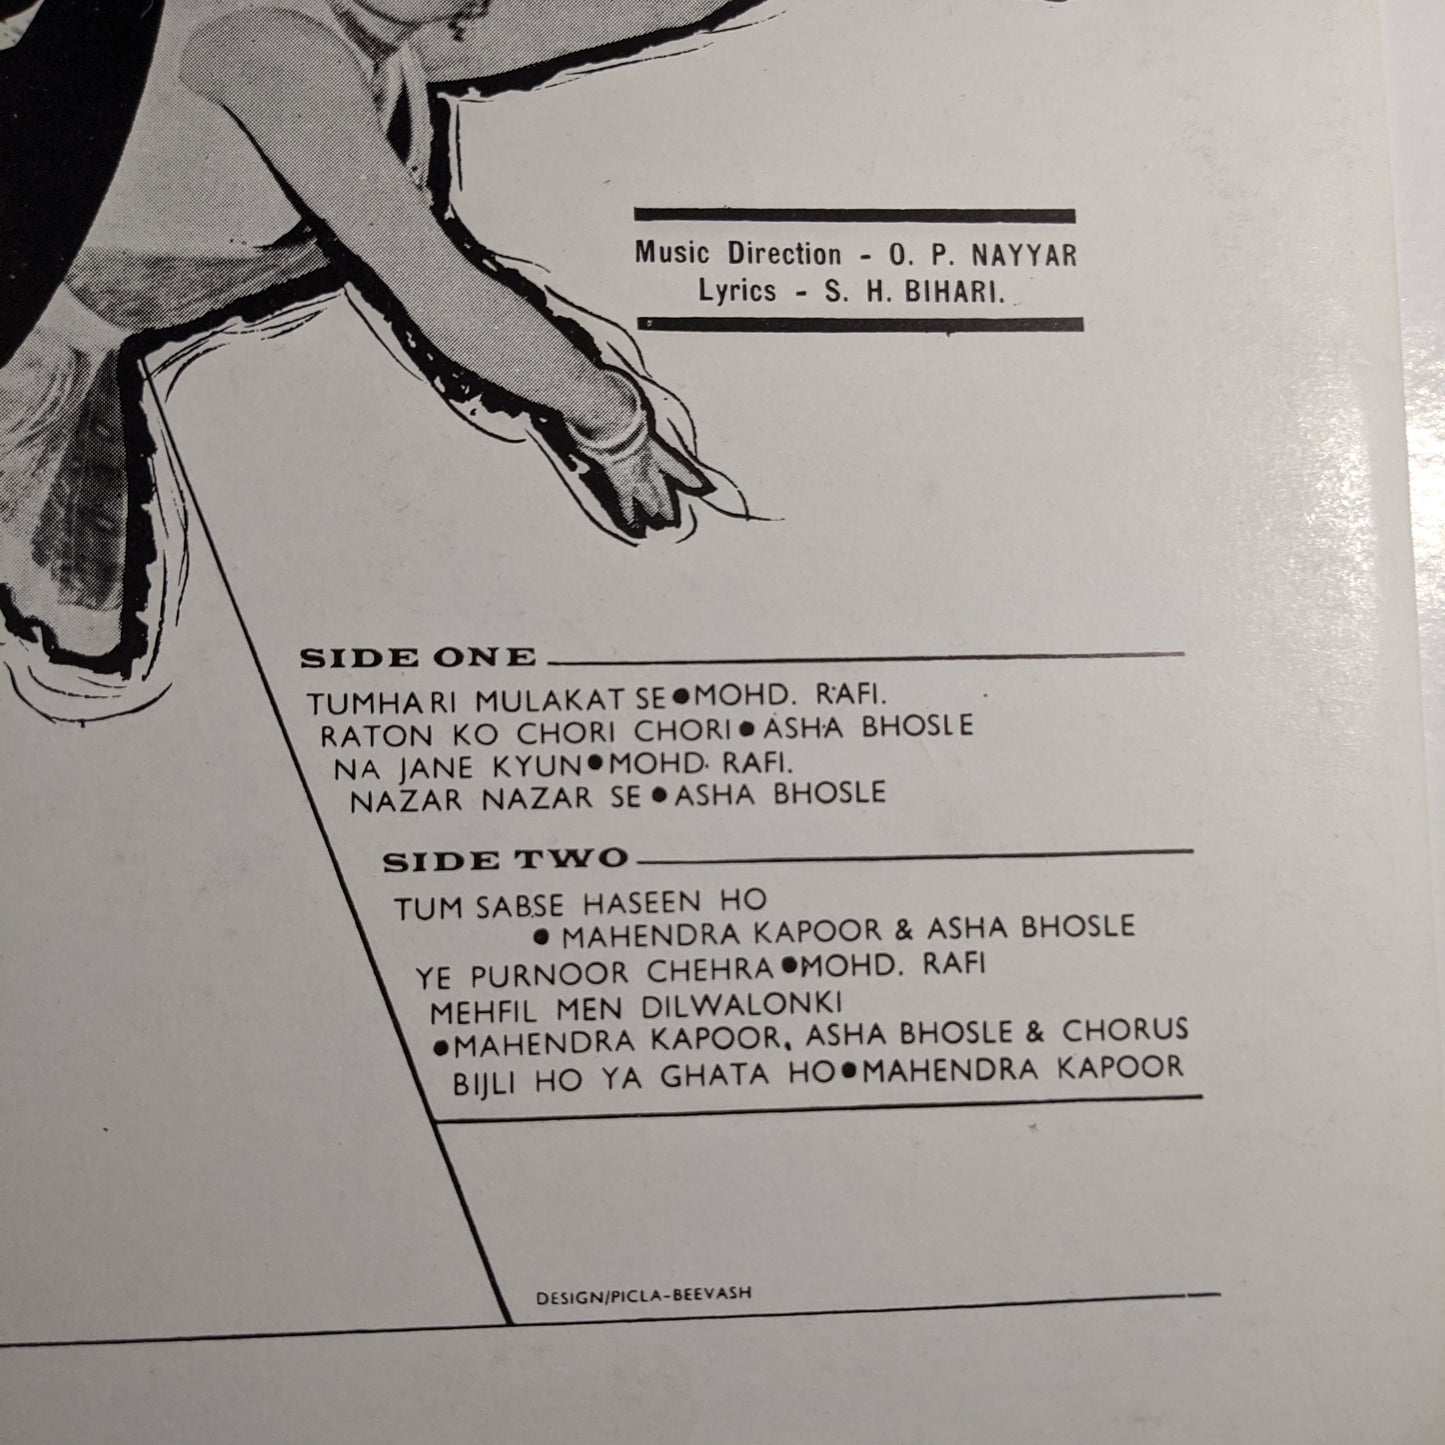 Music Direction - O. P. NAYYAR
Lyrics - S. H. BIHARI.
SIDE ONE
TUMHARI MULAKAT SE●MOHD. RAFI.
RATON KO CHORI CHORI●ASHA BHOSLE
NA JANE KYUN●MOHD. RAFI.
NAZAR NAZAR SE●ASHA BHOSLE
SIDE TWO
TUM SABSE HASEEN HO
● MAHENDRA KAPOOR & ASHA BHOSLE
YE PURNOOR CHEHRA●MOHD. RAFI
MEHFIL MEN DILWALONKI
●MAHENDRA KAPOOR, ASHA BHOSLE & CHORUS
BIJLI HO YA GHATA HO●MAHENDRA KAPOOR
DESIGN/PICLA-BEEVASH